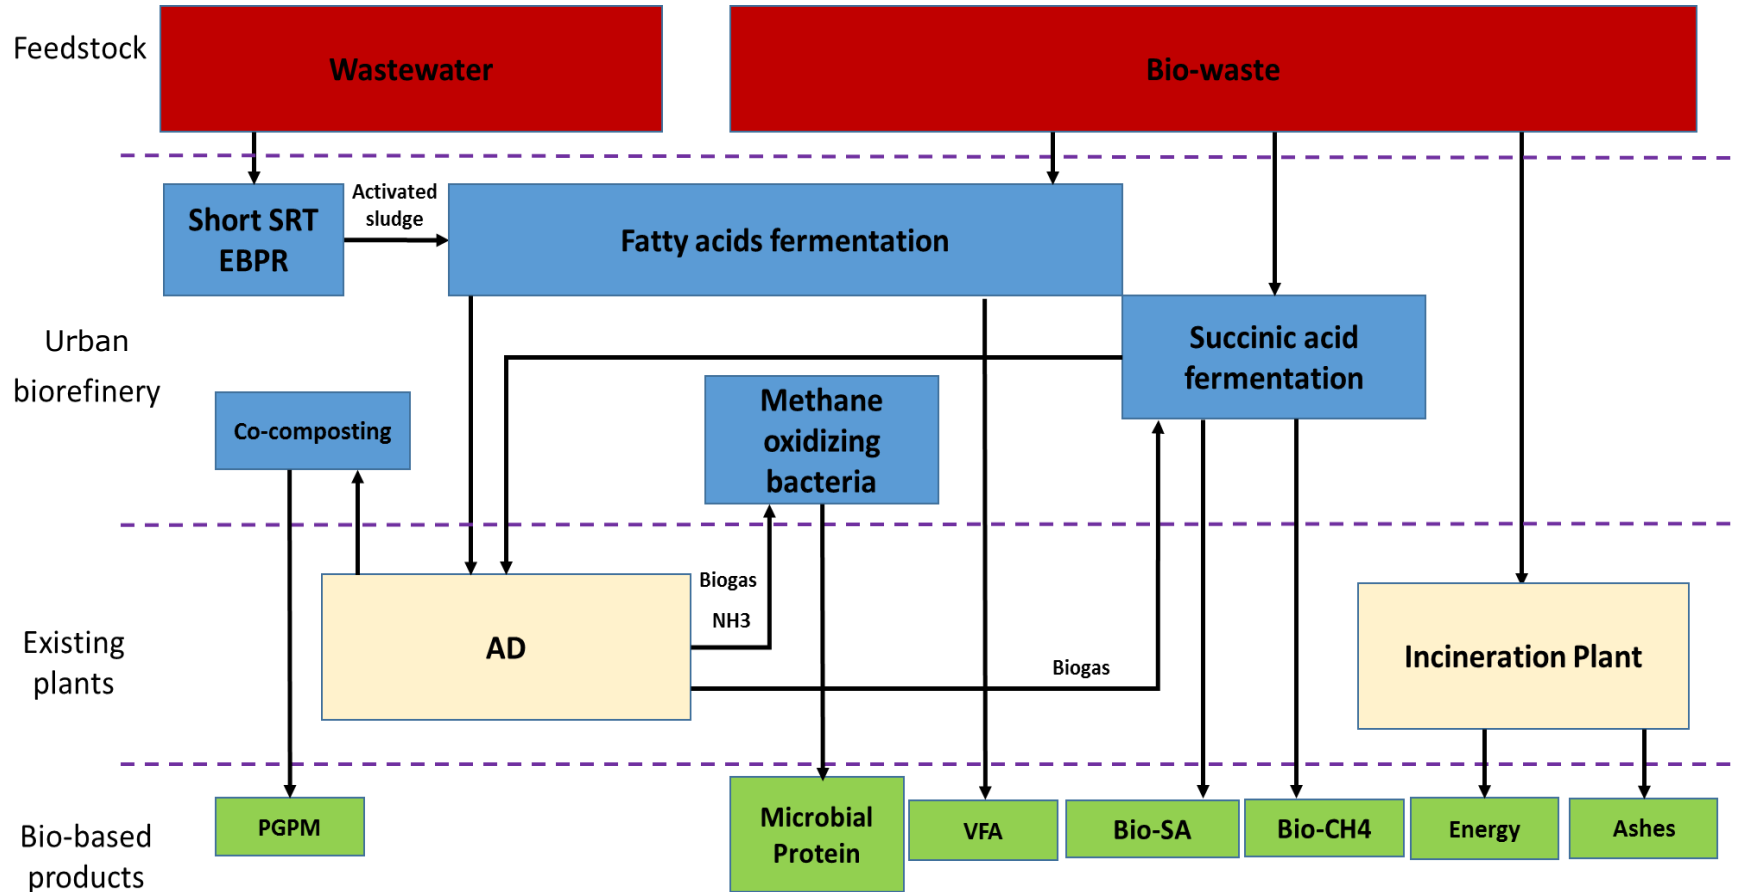 Feedstock
Wastewater
Bio-waste
Activated
sludge
Short SRT
EBPR
Fatty acids fermentation
Urban
biorefinery
Succinic acid
fermentation
Methane
oxidizing
bacteria
Co-composting
Biogas
NH3
Existing
plants
AD
Biogas
Incineration Plant
Bio-based
products
PGPM
Microbial
Protein
VFA
Bio-SA
Bio-CH4
Energy
Ashes